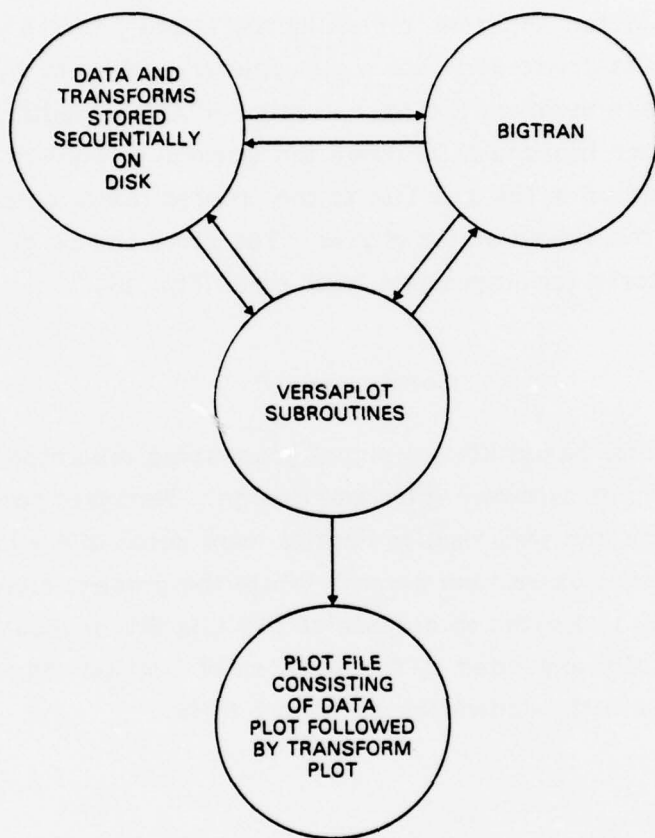 DATA AND
TRANSFORMS
STORED
SEQUENTIALLY
ON
DISK
BIGTRAN
VERSAPLOT
SUBROUTINES
PLOT FILE
CONSISTING
OF DATA
PLOT FOLLOWED
BY TRANSFORM
PLOT